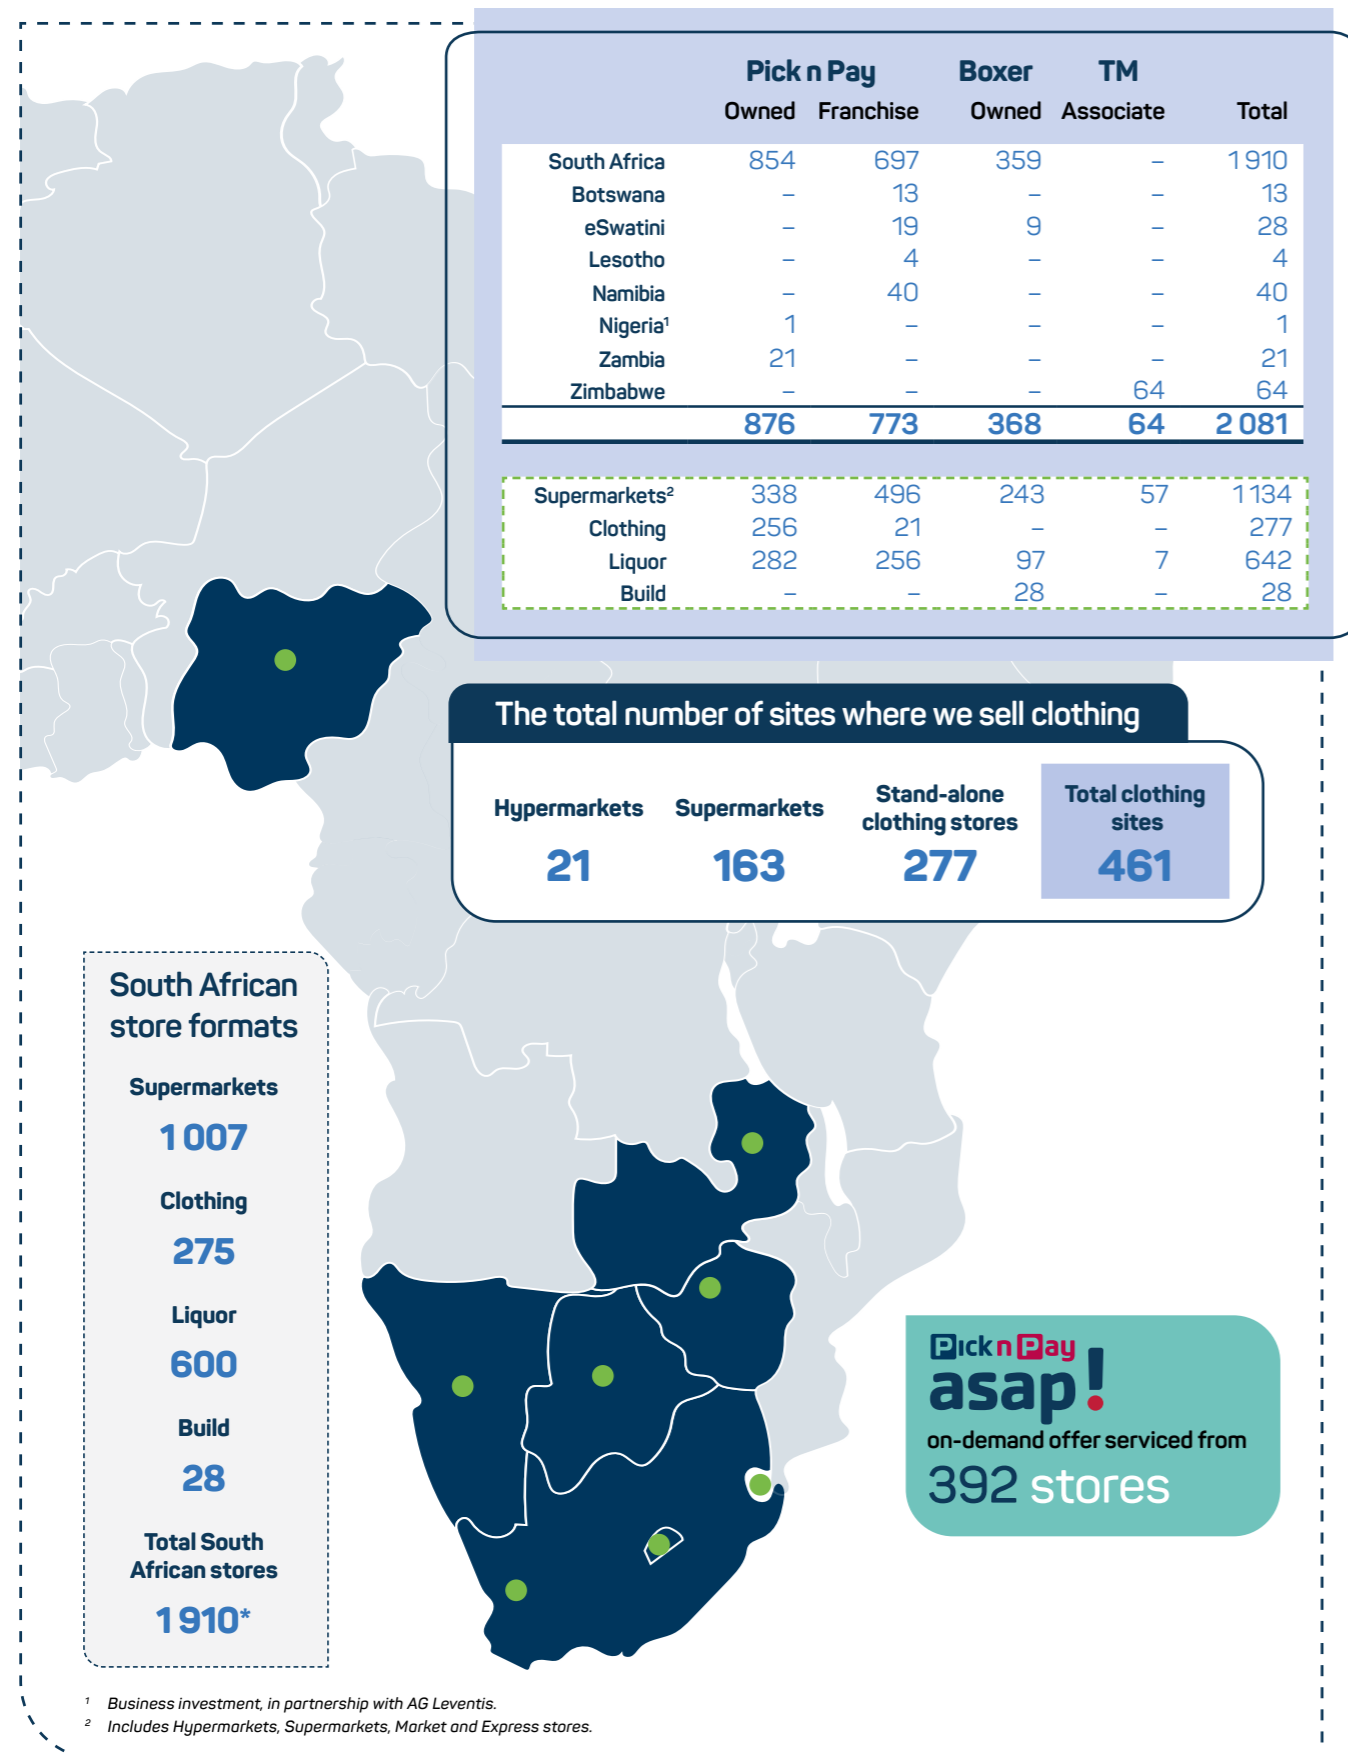 Pick n Pay Boxer TM
Owned Franchise Owned Associate Total
South Africa 854 697 359 – 1 910
Botswana – 13 – – 13
eSwatini – 19 9 – 28
Lesotho – 4 – – 4
Namibia – 40 – – 40
Nigeria¹ 1 – – – 1
Zambia 21 – – – 21
Zimbabwe – – – 64 64
876 773 368 64 2 081
Supermarkets² 338 496 243 57 1 134
Clothing 256 21 – – 277
Liquor 282 256 97 7 642
Build – – 28 – 28
The total number of sites where we sell clothing
Hypermarkets
21
Supermarkets
163
Stand-alone
clothing stores
277
Total clothing
sites
461
South African
store formats
Supermarkets
1 007
Clothing
275
Liquor
600
Build
28
Total South
African stores
1 910*
Pick n Pay
asap!
on-demand offer serviced from
392 stores
¹ Business investment, in partnership with AG Leventis.
² Includes Hypermarkets, Supermarkets, Market and Express stores.